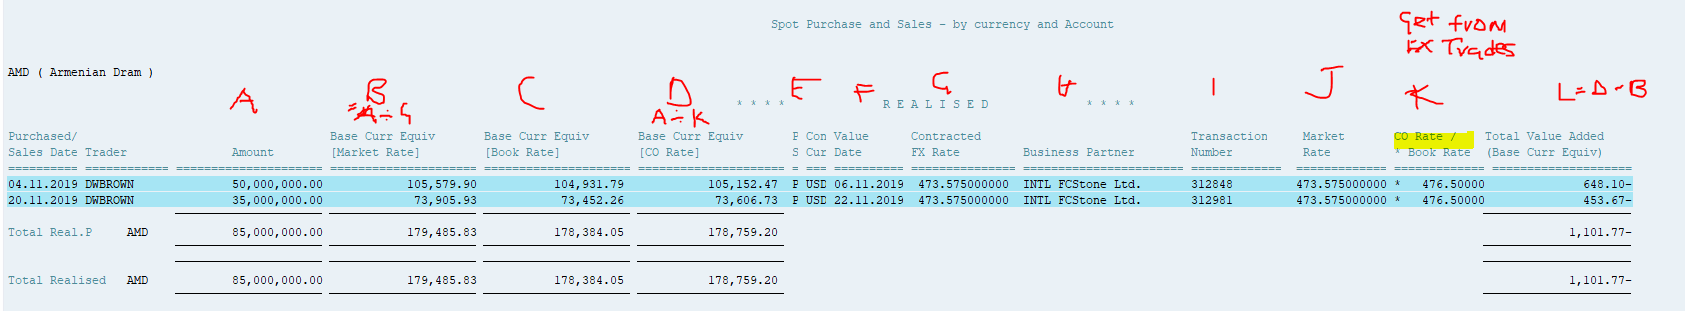 Spot Purchase and Sales - by currency and Account
Get from
FX Trades
AMD ( Armenian Dram )
A B C D E F G H I J K L = D - B
= A ÷ G A ÷ K
* * * * R E A L I S E D * * * *
Purchased/ Base Curr Equiv Base Curr Equiv Base Curr Equiv P Con Value Contracted Transaction Market CO Rate / Total Value Added
Sales Date Trader Amount [Market Rate] [Book Rate] [CO Rate] S Cur Date FX Rate Business Partner Number Rate * Book Rate (Base Curr Equiv)
04.11.2019 DWBROWN 50,000,000.00 105,579.90 104,931.79 105,152.47 P USD 06.11.2019 473.575000000 INTL FCStone Ltd. 312848 473.575000000 * 476.50000 648.10-
20.11.2019 DWBROWN 35,000,000.00 73,905.93 73,452.26 73,606.73 P USD 22.11.2019 473.575000000 INTL FCStone Ltd. 312981 473.575000000 * 476.50000 453.67-
Total Real.P AMD 85,000,000.00 179,485.83 178,384.05 178,759.20 1,101.77-
Total Realised AMD 85,000,000.00 179,485.83 178,384.05 178,759.20 1,101.77-